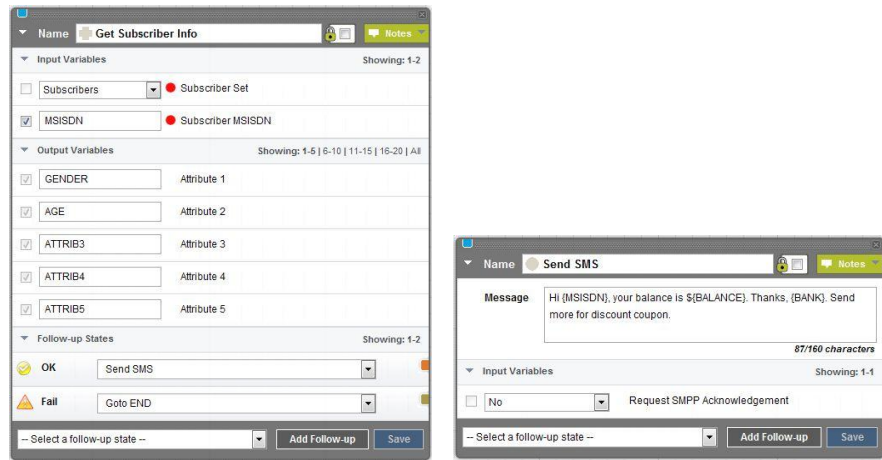 Name Get Subscriber Info Notes
Input Variables Showing: 1-2
Subscribers Subscriber Set
MSISDN Subscriber MSISDN
Output Variables Showing: 1-5 | 6-10 | 11-15 | 16-20 | All
GENDER Attribute 1
AGE Attribute 2
ATTRIB3 Attribute 3
ATTRIB4 Attribute 4
ATTRIB5 Attribute 5
Follow-up States Showing: 1-2
OK Send SMS
Fail Goto END
-- Select a follow-up state -- Add Follow-up Save
Name Send SMS Notes
Message Hi {MSISDN}, your balance is ${BALANCE}. Thanks, {BANK}. Send
more for discount coupon.
87/160 characters
Input Variables Showing: 1-1
No Request SMPP Acknowledgement
-- Select a follow-up state -- Add Follow-up Save